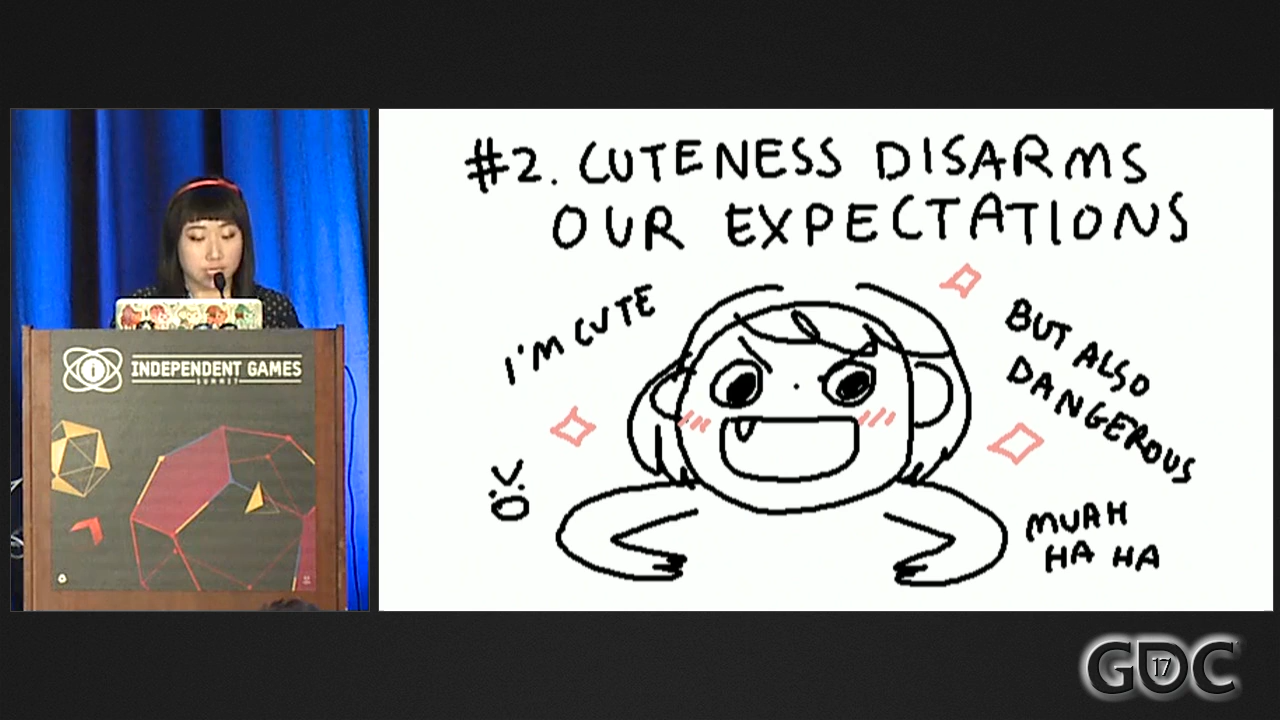 INDEPENDENT GAMES
SUMMIT
#2. CUTENESS DISARMS
OUR EXPECTATIONS
I'M CUTE
BUT ALSO
DANGEROUS
MUAH
HA HA
GDC
17